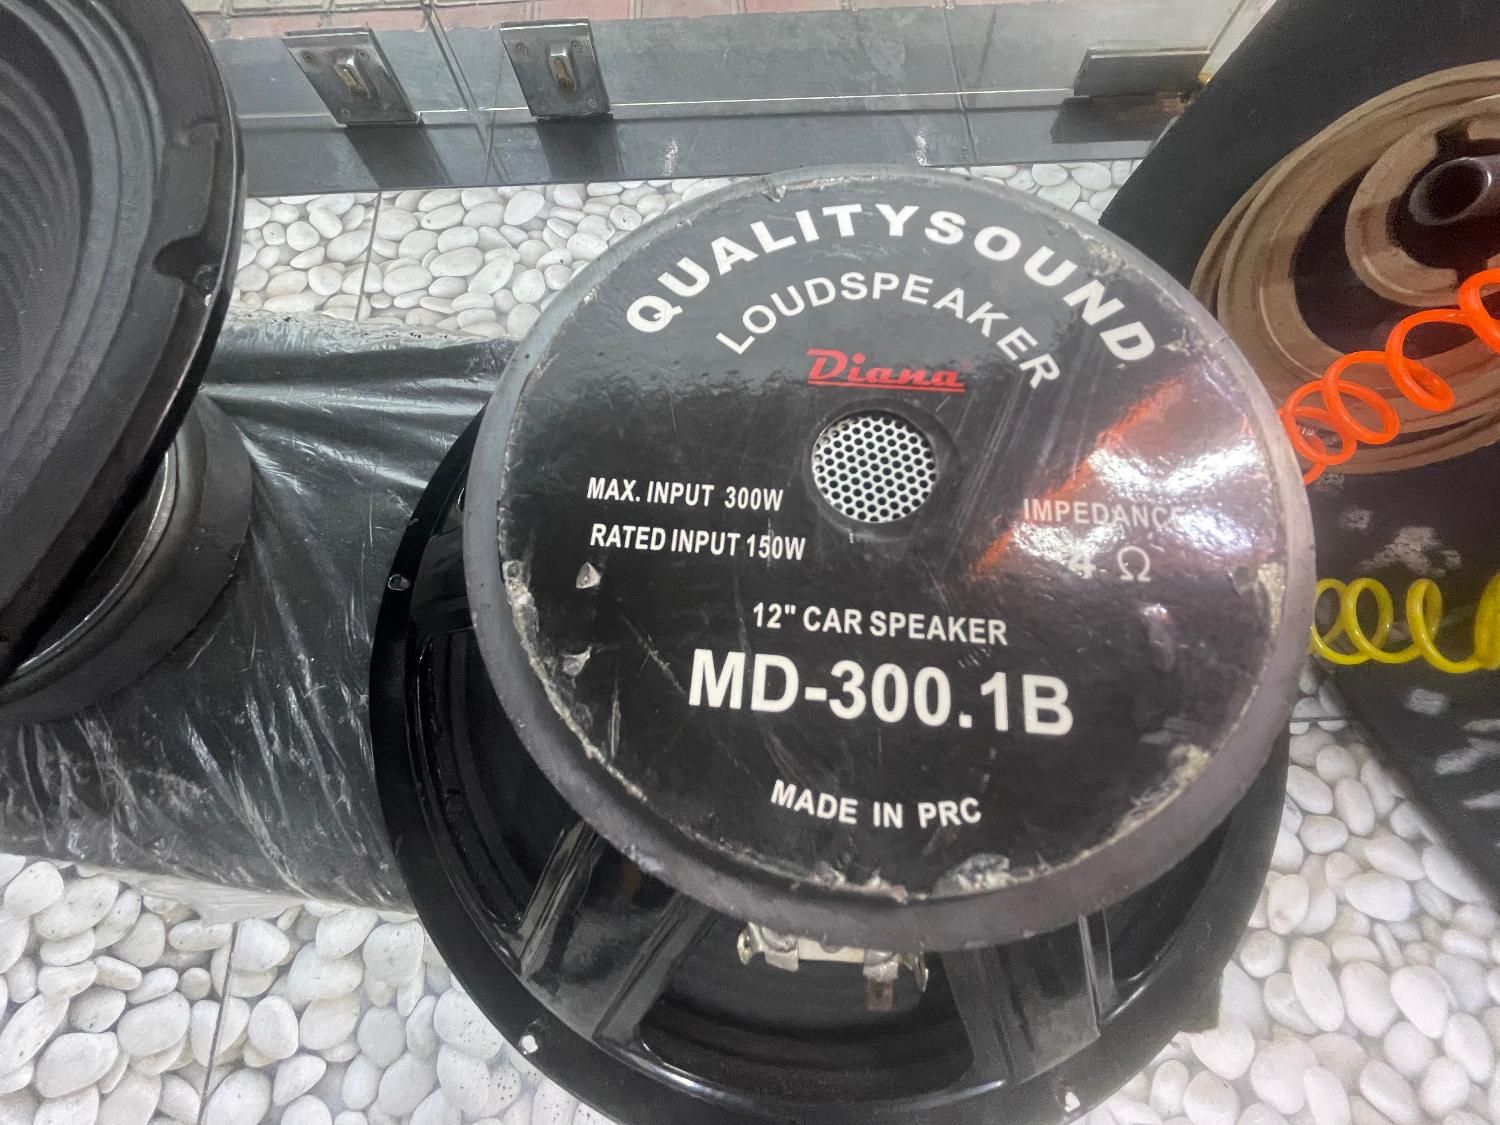 QUALITYSOUND
LOUDSPEAKER
Diana
MAX. INPUT 300W
RATED INPUT 150W
IMPEDANCE
4 Ω
12" CAR SPEAKER
MD-300.1B
MADE IN PRC